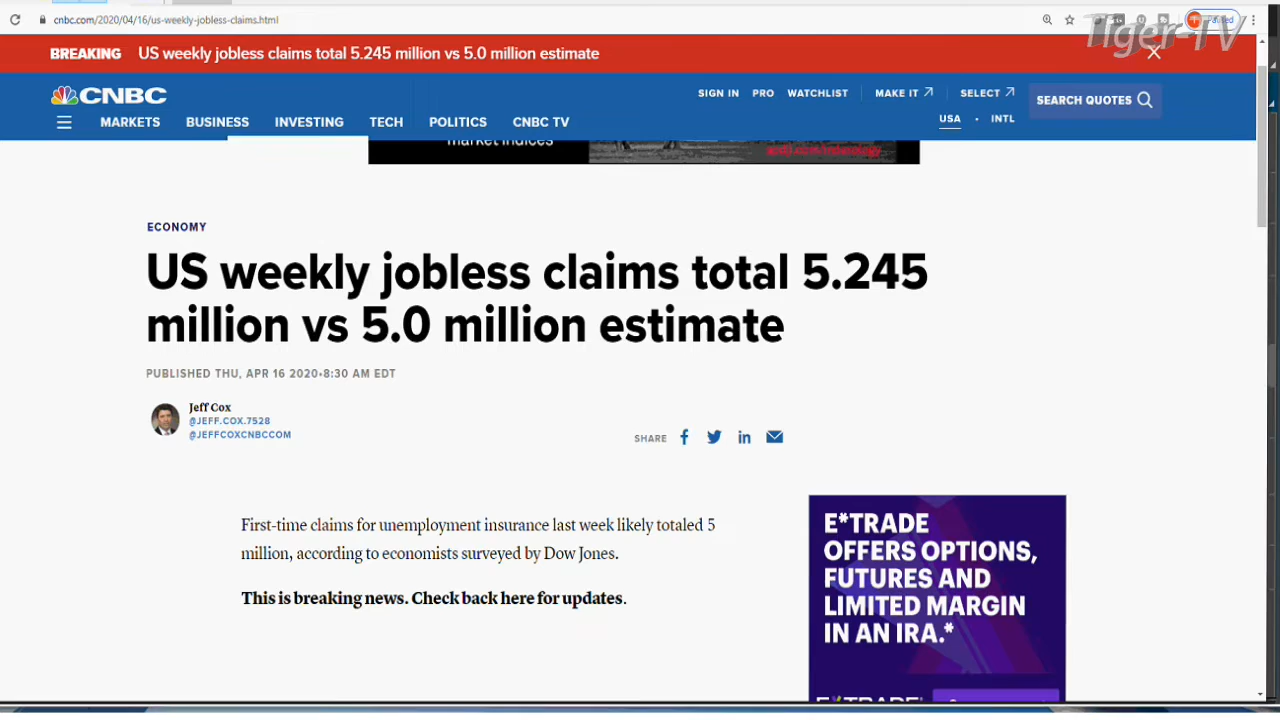 cnbc.com/2020/04/16/us-weekly-jobless-claims.html
Paused
Tiger-TV
BREAKING US weekly jobless claims total 5.245 million vs 5.0 million estimate
CNBC
SIGN IN PRO WATCHLIST MAKE IT SELECT
SEARCH QUOTES
USA • INTL
MARKETS BUSINESS INVESTING TECH POLITICS CNBC TV
market indices
ECONOMY
US weekly jobless claims total 5.245
million vs 5.0 million estimate
PUBLISHED THU, APR 16 2020•8:30 AM EDT
Jeff Cox
@JEFF.COX.7528
@JEFFCOXCNBCCOM
SHARE
First-time claims for unemployment insurance last week likely totaled 5
million, according to economists surveyed by Dow Jones.
This is breaking news. Check back here for updates.
E*TRADE
OFFERS OPTIONS,
FUTURES AND
LIMITED MARGIN
IN AN IRA.*